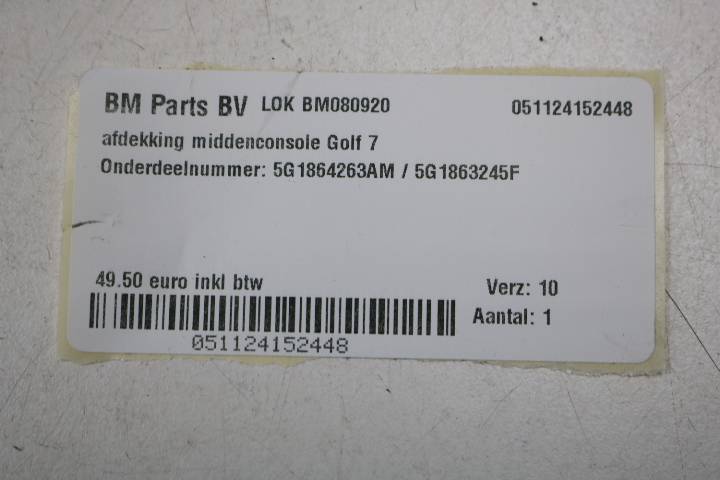 BM Parts BV LOK BM080920 051124152448
afdekking middenconsole Golf 7
Onderdeelnummer: 5G1864263AM / 5G1863245F
49.50 euro inkl btw Verz: 10
Aantal: 1
051124152448